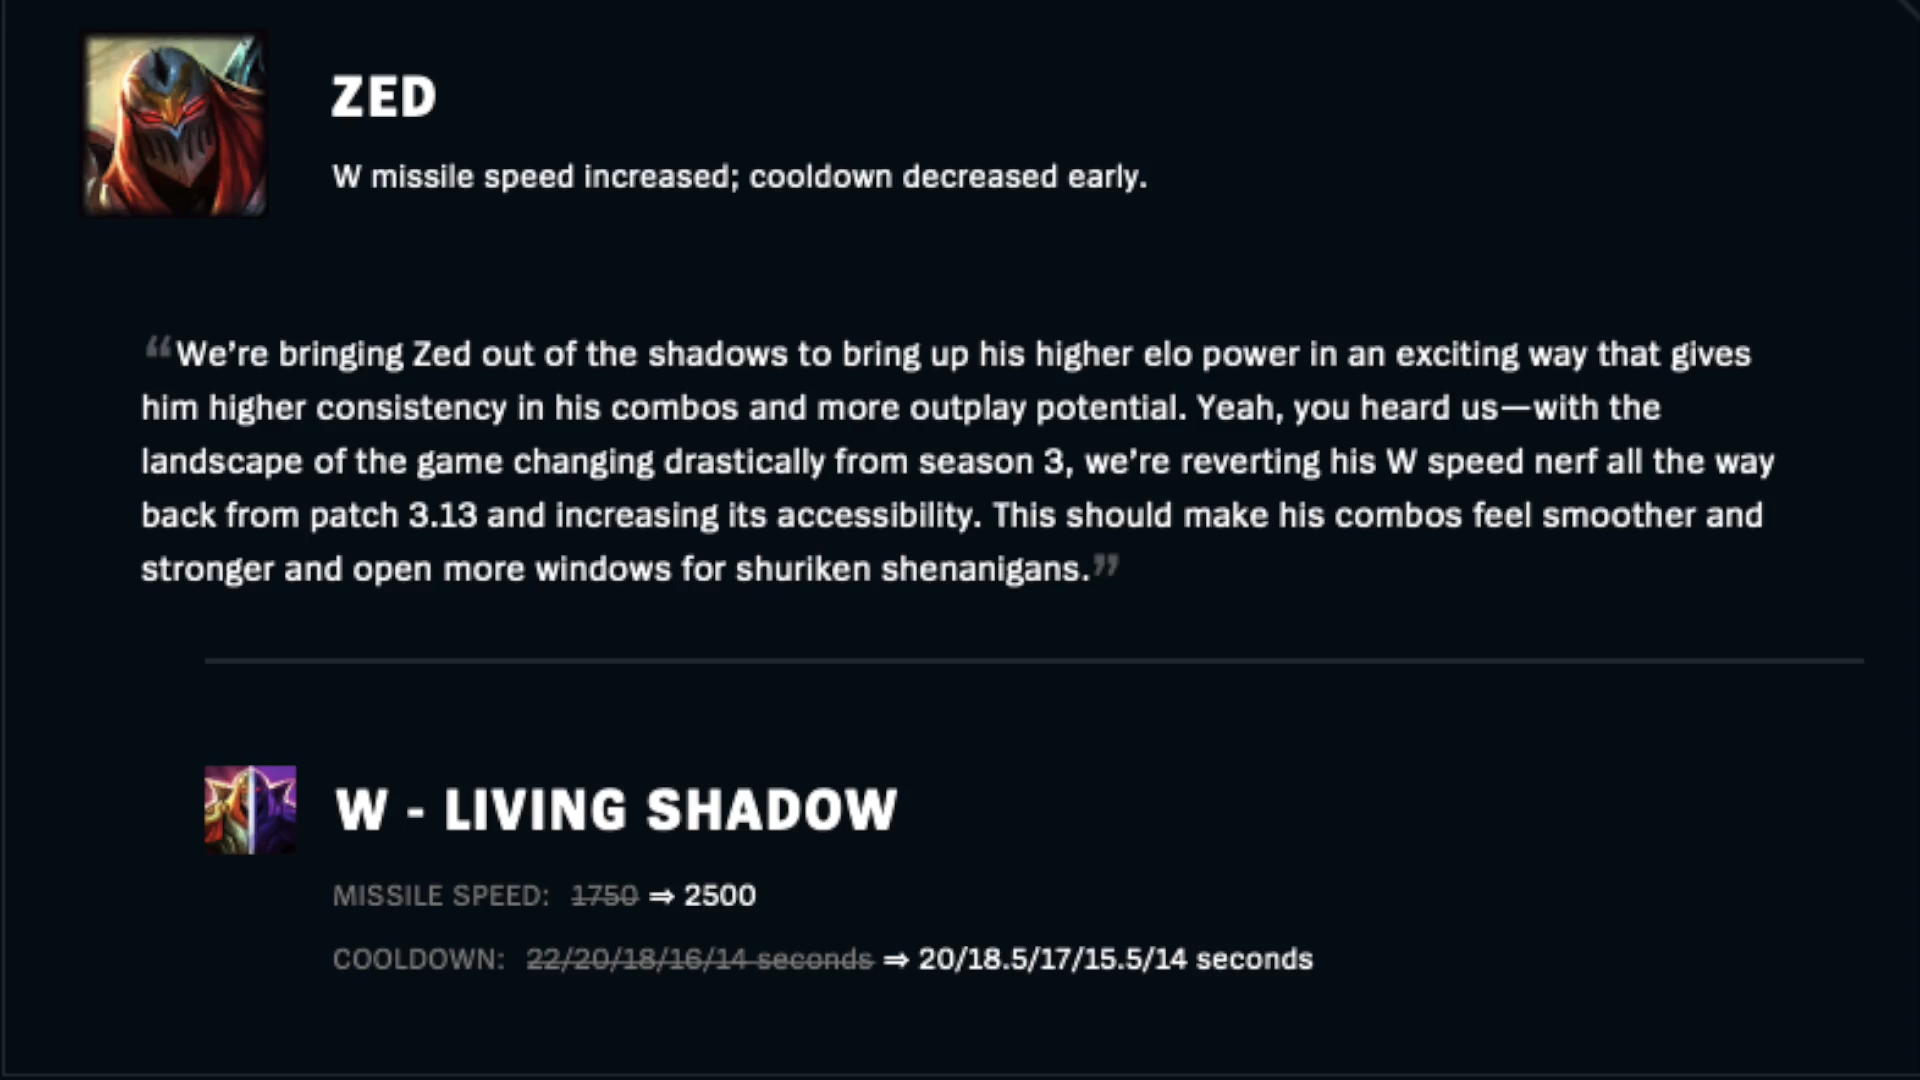 ZED
W missile speed increased; cooldown decreased early.
“We’re bringing Zed out of the shadows to bring up his higher elo power in an exciting way that gives
him higher consistency in his combos and more outplay potential. Yeah, you heard us—with the
landscape of the game changing drastically from season 3, we’re reverting his W speed nerf all the way
back from patch 3.13 and increasing its accessibility. This should make his combos feel smoother and
stronger and open more windows for shuriken shenanigans.”
W - LIVING SHADOW
MISSILE SPEED: 1750 ⇒ 2500
COOLDOWN: 22/20/18/16/14 seconds ⇒ 20/18.5/17/15.5/14 seconds